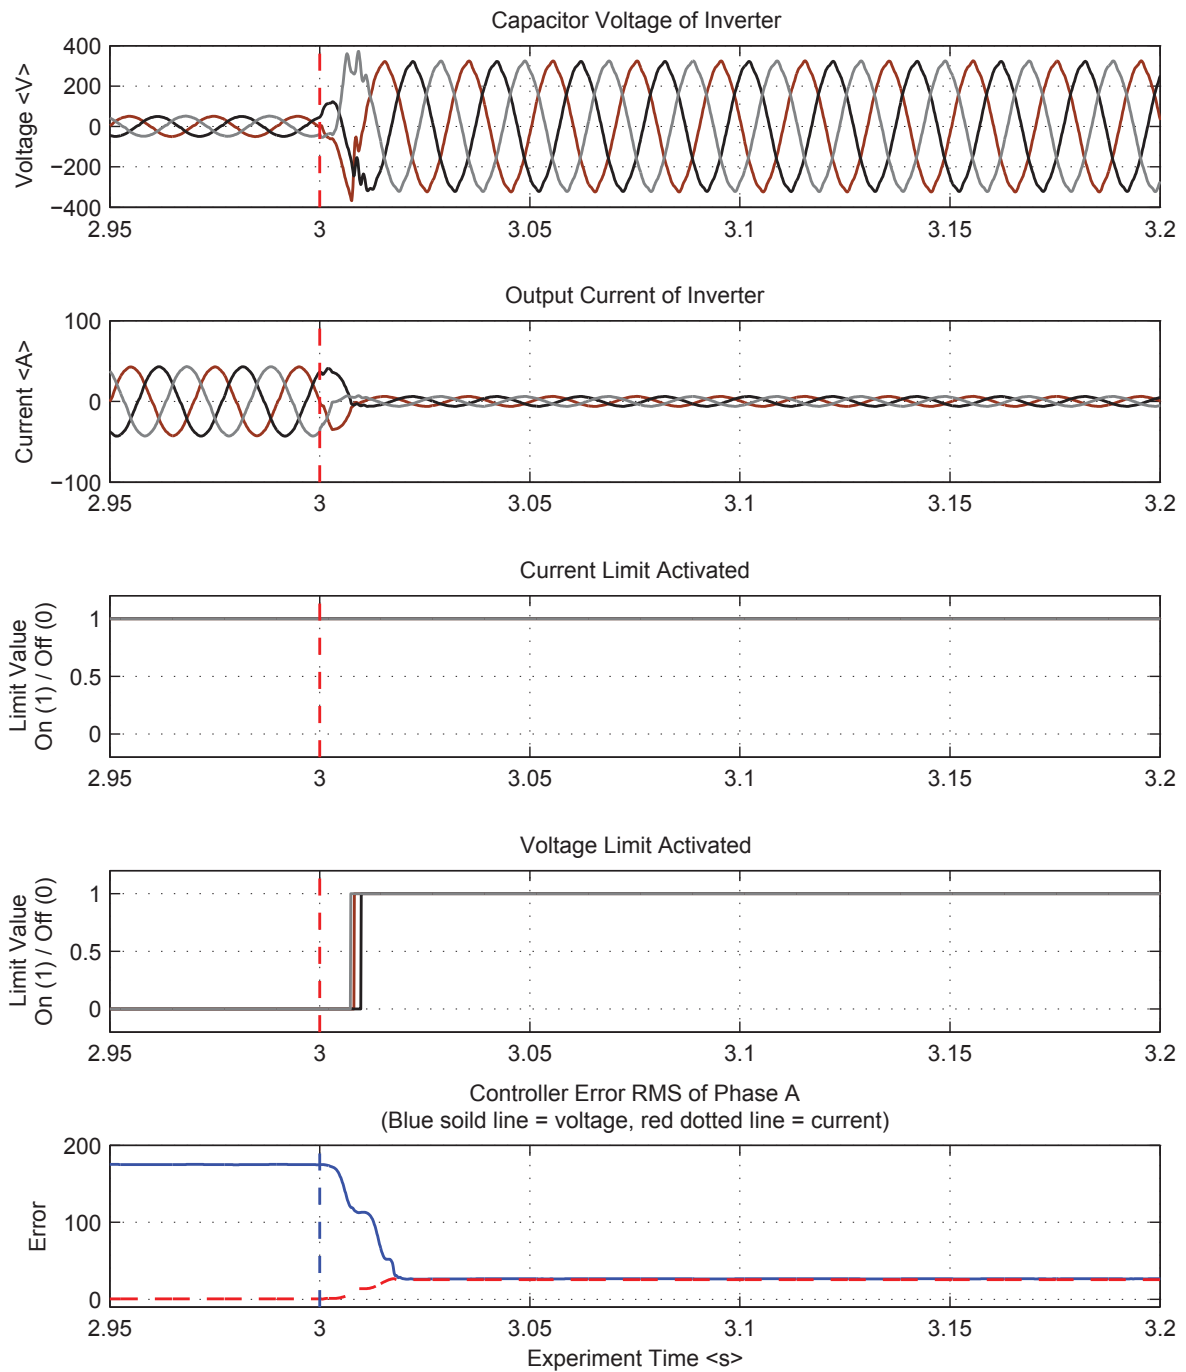 Capacitor Voltage of Inverter
Voltage <V>
400
200
0
−200
−400
2.95 3 3.05 3.1 3.15 3.2
Output Current of Inverter
Current <A>
100
0
−100
2.95 3 3.05 3.1 3.15 3.2
Current Limit Activated
Limit Value
On (1) / Off (0)
1
0.5
0
2.95 3 3.05 3.1 3.15 3.2
Voltage Limit Activated
Limit Value
On (1) / Off (0)
1
0.5
0
2.95 3 3.05 3.1 3.15 3.2
Controller Error RMS of Phase A
(Blue soild line = voltage, red dotted line = current)
Error
200
100
0
2.95 3 3.05 3.1 3.15 3.2
Experiment Time <s>